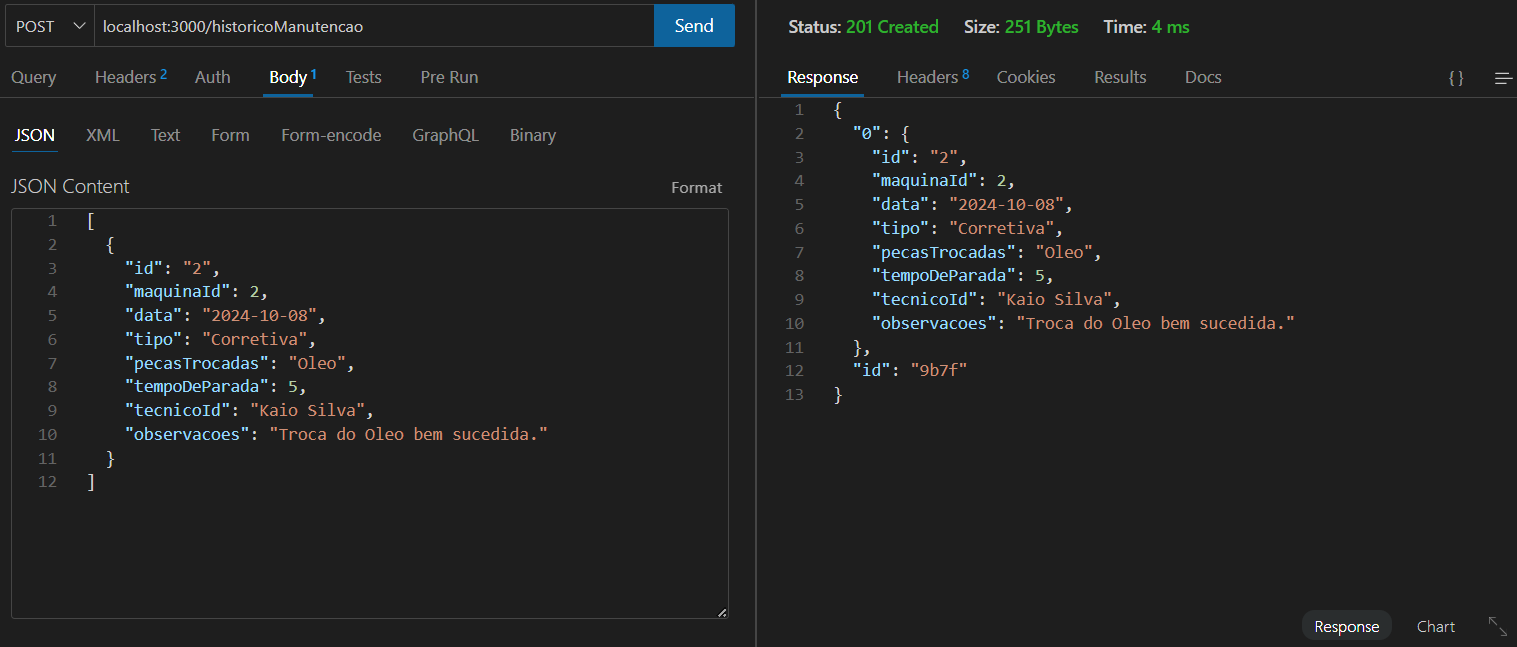 POST localhost:3000/historicoManutencao Send
Query Headers 2 Auth Body 1 Tests Pre Run
JSON XML Text Form Form-encode GraphQL Binary
JSON Content Format
1 [
2 {
3 "id": "2",
4 "maquinaId": 2,
5 "data": "2024-10-08",
6 "tipo": "Corretiva",
7 "pecasTrocadas": "Oleo",
8 "tempoDeParada": 5,
9 "tecnicoId": "Kaio Silva",
10 "observacoes": "Troca do Oleo bem sucedida."
11 }
12 ]
Status: 201 Created Size: 251 Bytes Time: 4 ms
Response Headers 8 Cookies Results Docs {}
1 {
2 "0": {
3 "id": "2",
4 "maquinaId": 2,
5 "data": "2024-10-08",
6 "tipo": "Corretiva",
7 "pecasTrocadas": "Oleo",
8 "tempoDeParada": 5,
9 "tecnicoId": "Kaio Silva",
10 "observacoes": "Troca do Oleo bem sucedida."
11 },
12 "id": "9b7f"
13 }
Response Chart